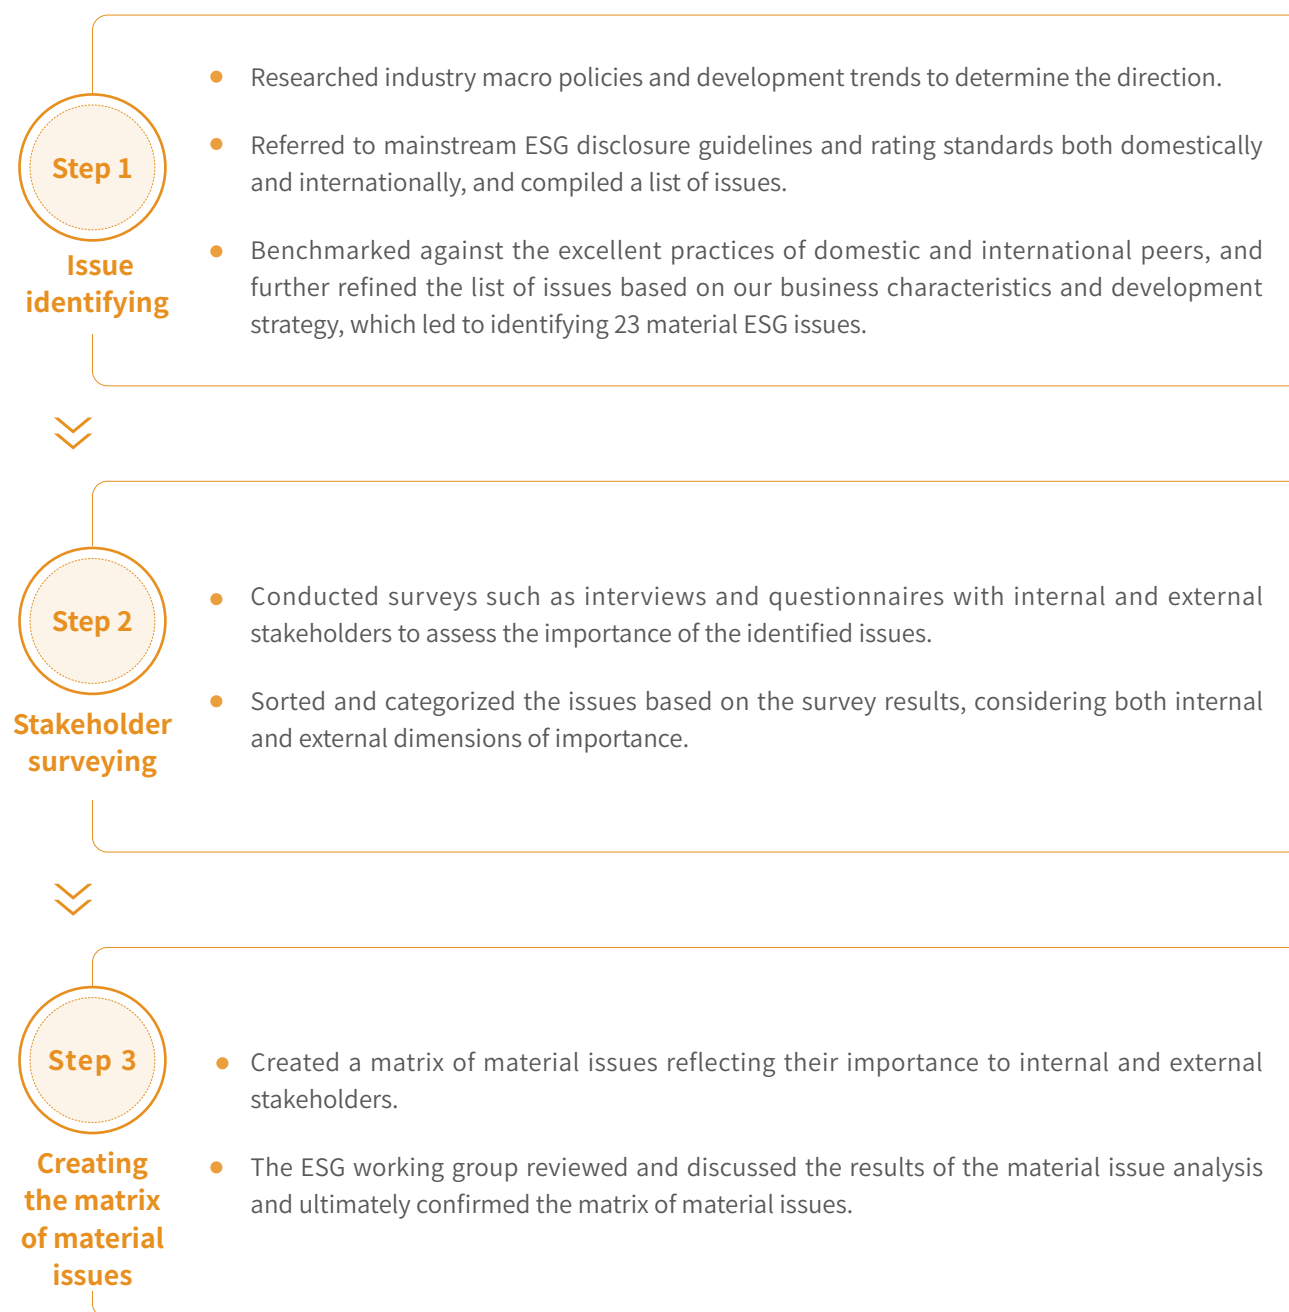 Step 1
Issue
identifying
Researched industry macro policies and development trends to determine the direction.
Referred to mainstream ESG disclosure guidelines and rating standards both domestically
and internationally, and compiled a list of issues.
Benchmarked against the excellent practices of domestic and international peers, and
further refined the list of issues based on our business characteristics and development
strategy, which led to identifying 23 material ESG issues.
Step 2
Stakeholder
surveying
Conducted surveys such as interviews and questionnaires with internal and external
stakeholders to assess the importance of the identified issues.
Sorted and categorized the issues based on the survey results, considering both internal
and external dimensions of importance.
Step 3
Creating
the matrix
of material
issues
Created a matrix of material issues reflecting their importance to internal and external
stakeholders.
The ESG working group reviewed and discussed the results of the material issue analysis
and ultimately confirmed the matrix of material issues.